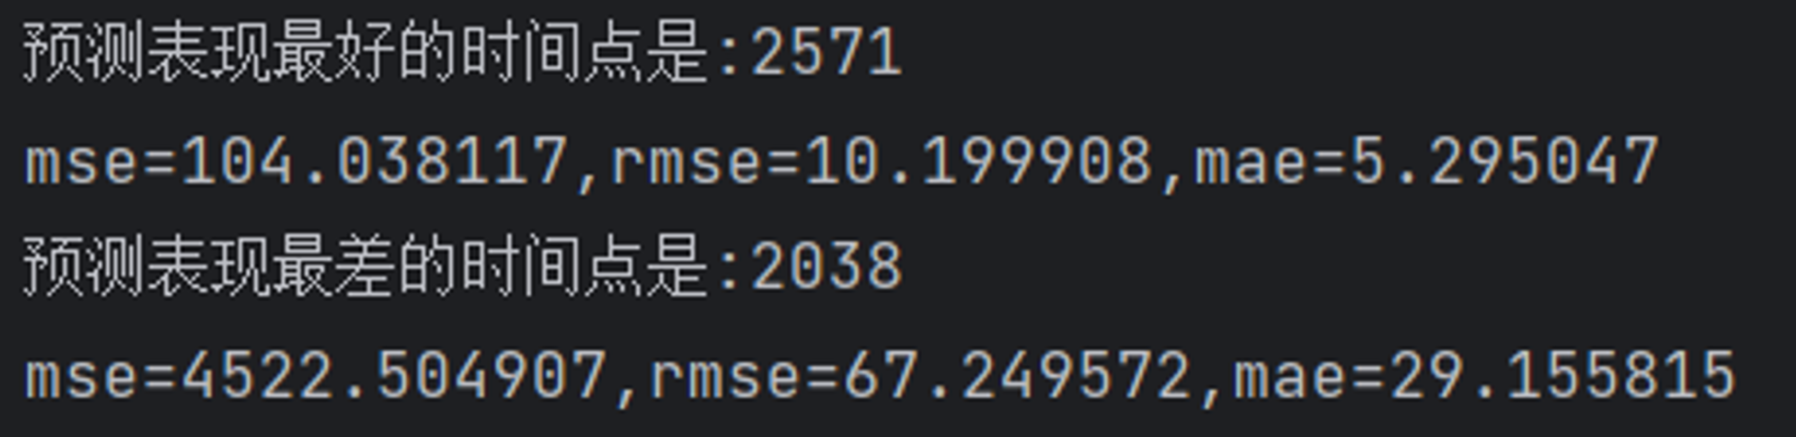 预测表现最好的时间点是:2571
mse=104.038117,rmse=10.199908,mae=5.295047
预测表现最差的时间点是:2038
mse=4522.504907,rmse=67.249572,mae=29.155815